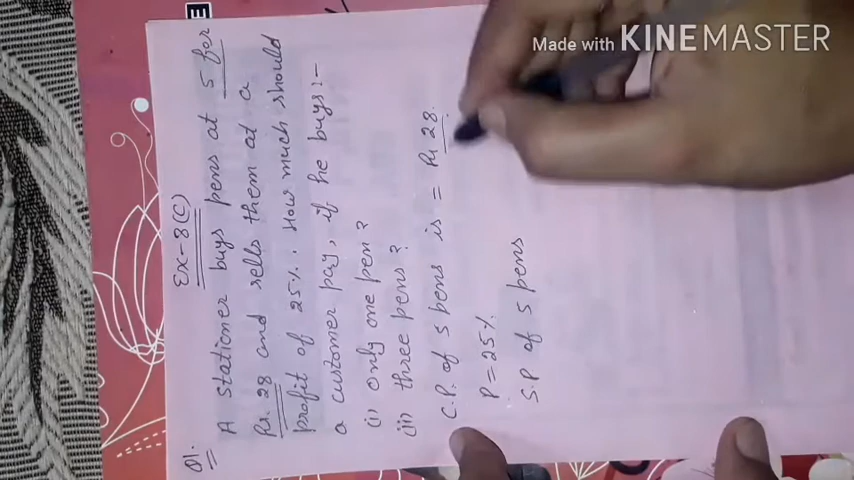 Ex-8(C)
Q1.
A stationer buys pens at 5 for
Rs. 28 and sells them at a
profit of 25%. How much should
a customer pay, if he buys:-
(i) only one pen?
(ii) three pens?
C.P. of 5 pens is = Rs 28.
P = 25%
S.P of 5 pens
Made with KINEMASTER
E